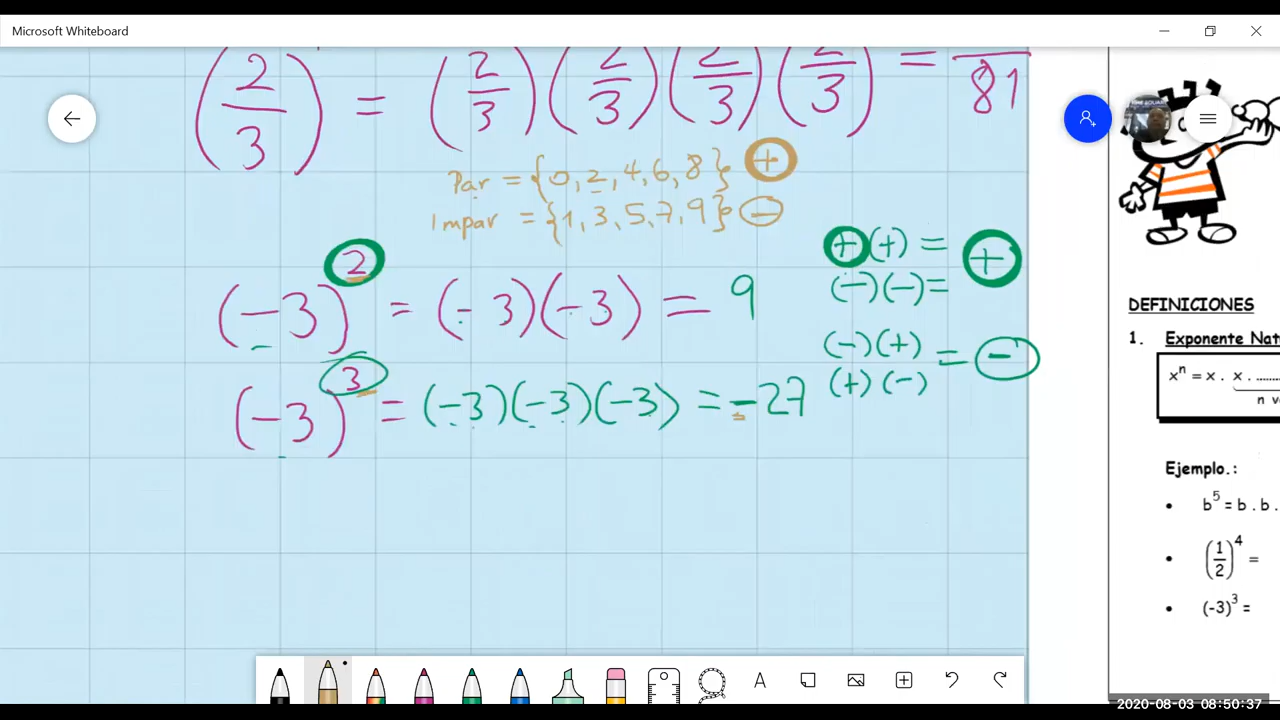 Microsoft Whiteboard
(2/3) = (2/3)(2/3)(2/3)(2/3) = /81
Par = {0, 2, 4, 6, 8} +
Impar = {1, 3, 5, 7, 9} -
(-3)² = (-3)(-3) = 9
(-3)³ = (-3)(-3)(-3) = -27
(+)(+) = +
(-)(-) =
(-)(+) = -
(+)(-)
DEFINICIONES
1. Exponente Nat
xⁿ = x . x . ........
n v
Ejemplo.:
• b⁵ = b . b .
• (1/2)⁴ =
• (-3)³ =
A
2020-08-03 08:50:37